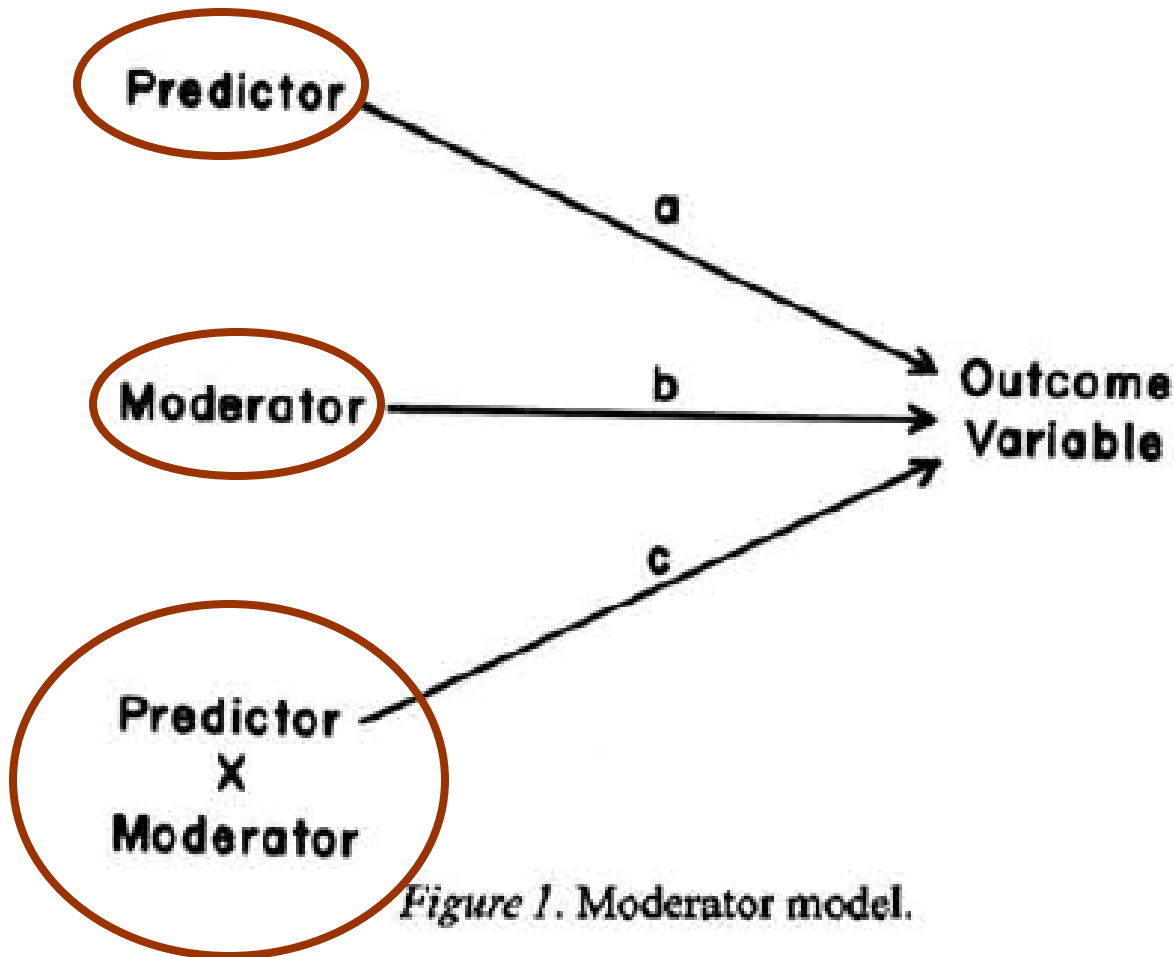 Predictor
a
Moderator
b
Outcome
Variable
c
Predictor
X
Moderator
Figure 1. Moderator model.